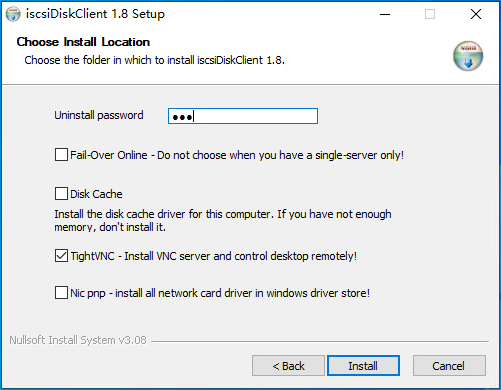 iscsiDiskClient 1.8 Setup
Choose Install Location
Choose the folder in which to install iscsiDiskClient 1.8.
Uninstall password
●●●
Fail-Over Online - Do not choose when you have a single-server only!
Disk Cache
Install the disk cache driver for this computer. If you have not enough
memory, don't install it.
TightVNC - Install VNC server and control desktop remotely!
Nic pnp - install all network card driver in windows driver store!
Nullsoft Install System v3.08
< Back
Install
Cancel